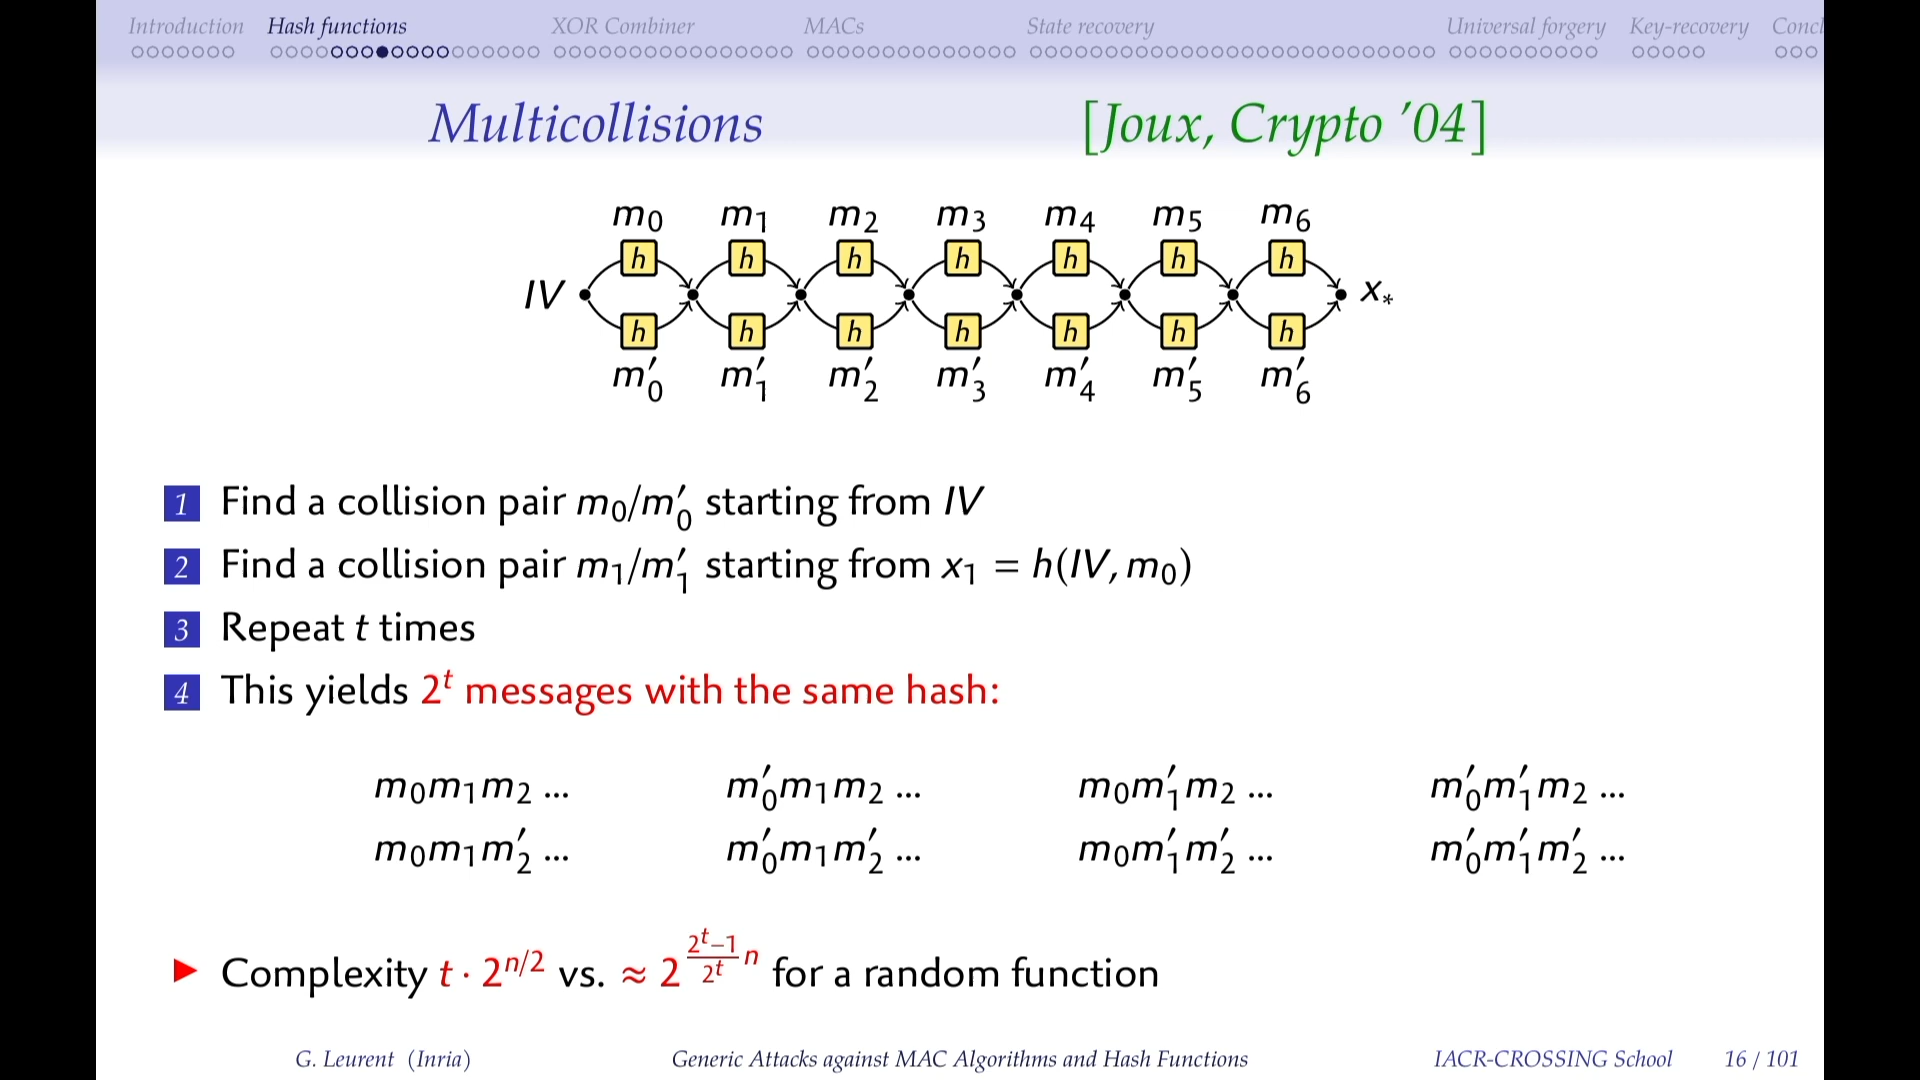 Introduction Hash functions XOR Combiner MACs State recovery Universal forgery Key-recovery Concl
Multicollisions [Joux, Crypto ’04]
m₀ m₁ m₂ m₃ m₄ m₅ m₆
h h h h h h h
IV x⁎
h h h h h h h
m′₀ m′₁ m′₂ m′₃ m′₄ m′₅ m′₆
1 Find a collision pair m₀/m′₀ starting from IV
2 Find a collision pair m₁/m′₁ starting from x₁ = h(IV, m₀)
3 Repeat t times
4 This yields 2ᵗ messages with the same hash:
m₀m₁m₂ ... m′₀m₁m₂ ... m₀m′₁m₂ ... m′₀m′₁m₂ ...
m₀m₁m′₂ ... m′₀m₁m′₂ ... m₀m′₁m′₂ ... m′₀m′₁m′₂ ...
▶ Complexity t · 2^{n/2} vs. ≈ 2^{\frac{2^t−1}{2^t}n} for a random function
G. Leurent (Inria) Generic Attacks against MAC Algorithms and Hash Functions IACR-CROSSING School 16 / 101